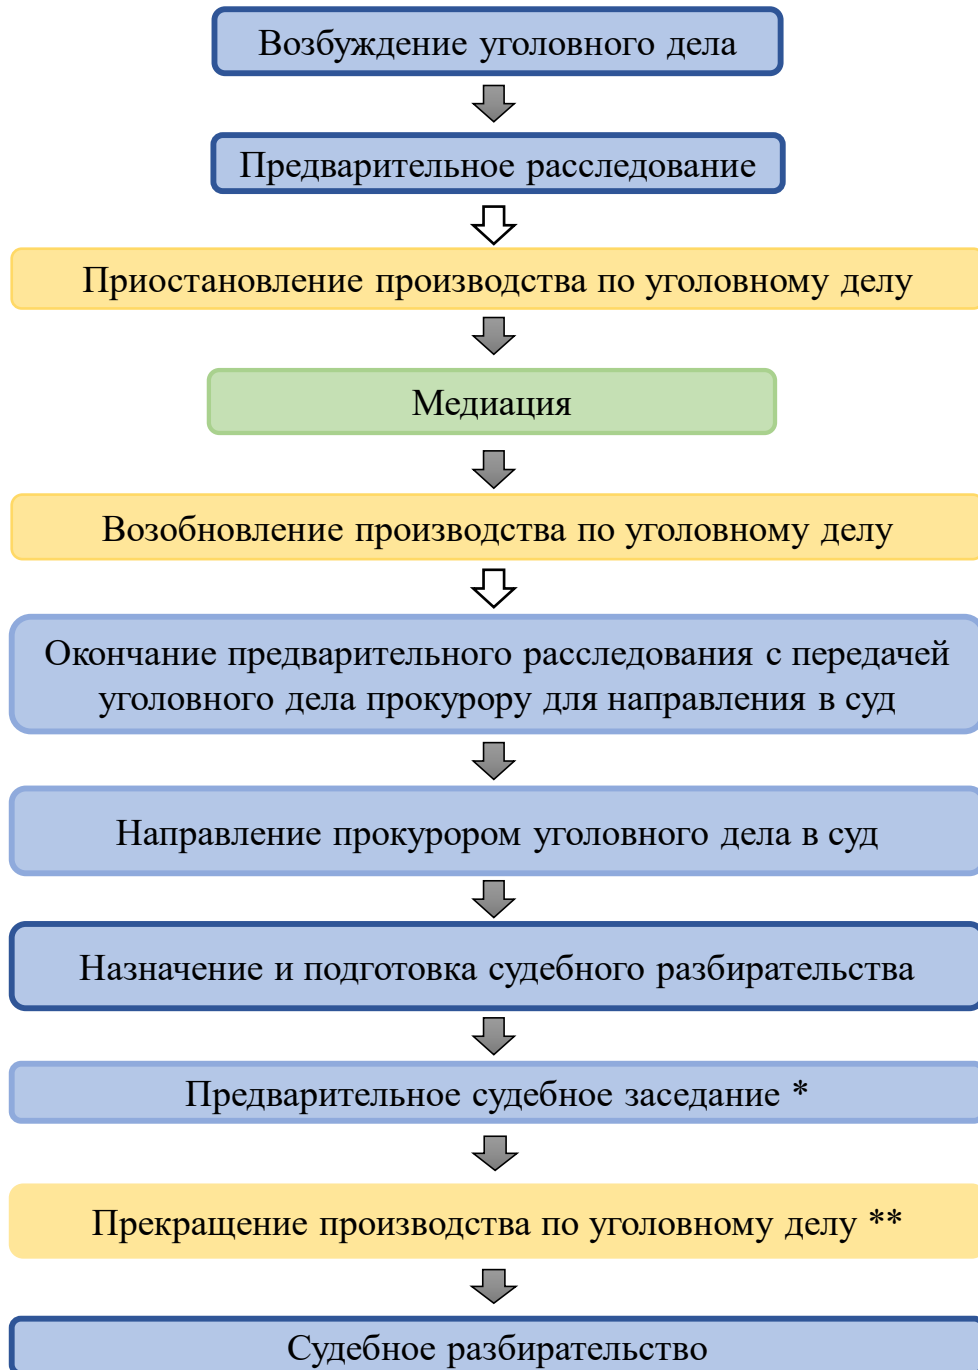 Возбуждение уголовного дела
Предварительное расследование
Приостановление производства по уголовному делу
Медиация
Возобновление производства по уголовному делу
Окончание предварительного расследования с передачей
уголовного дела прокурору для направления в суд
Направление прокурором уголовного дела в суд
Назначение и подготовка судебного разбирательства
Предварительное судебное заседание *
Прекращение производства по уголовному делу **
Судебное разбирательство